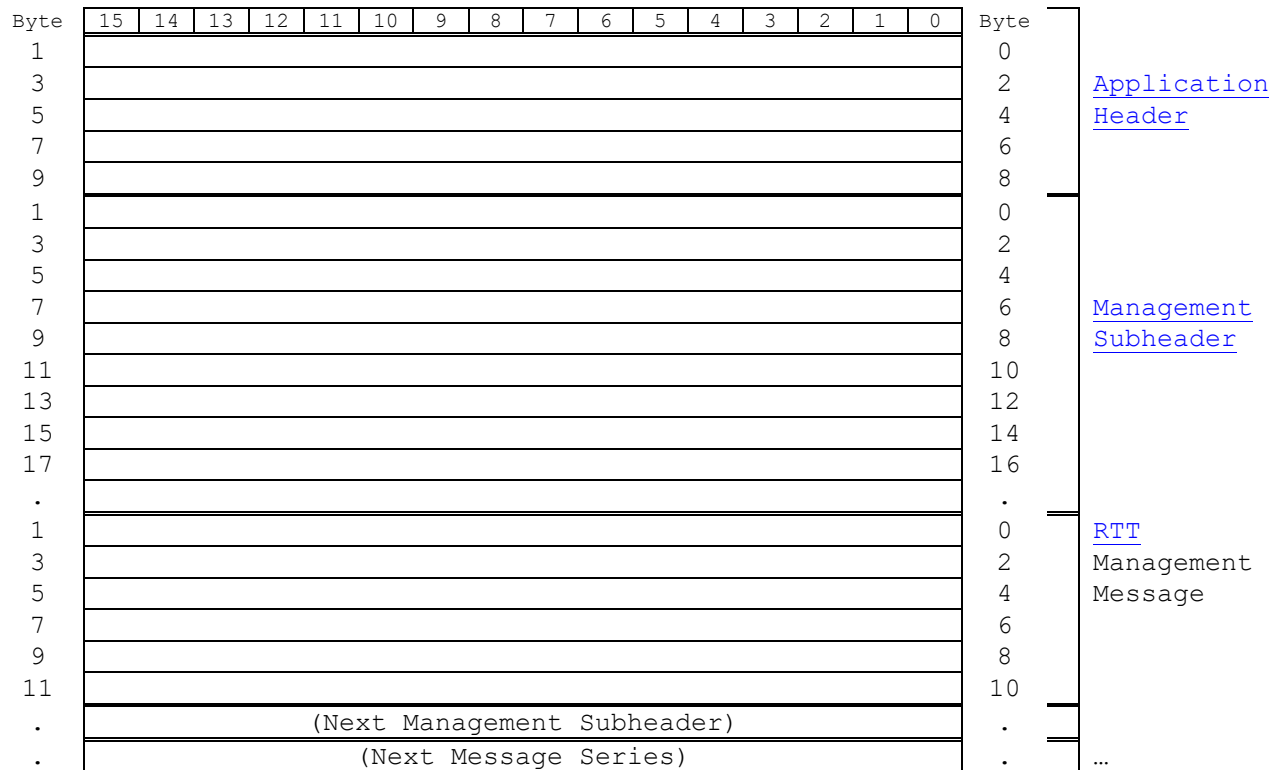 Byte 15 14 13 12 11 10 9 8 7 6 5 4 3 2 1 0 Byte
1 0
3 2 Application
5 4 Header
7 6
9 8
1 0
3 2
5 4
7 6 Management
9 8 Subheader
11 10
13 12
15 14
17 16
. .
1 0 RTT
3 2 Management
5 4 Message
7 6
9 8
11 10
. (Next Management Subheader) .
. (Next Message Series) . …